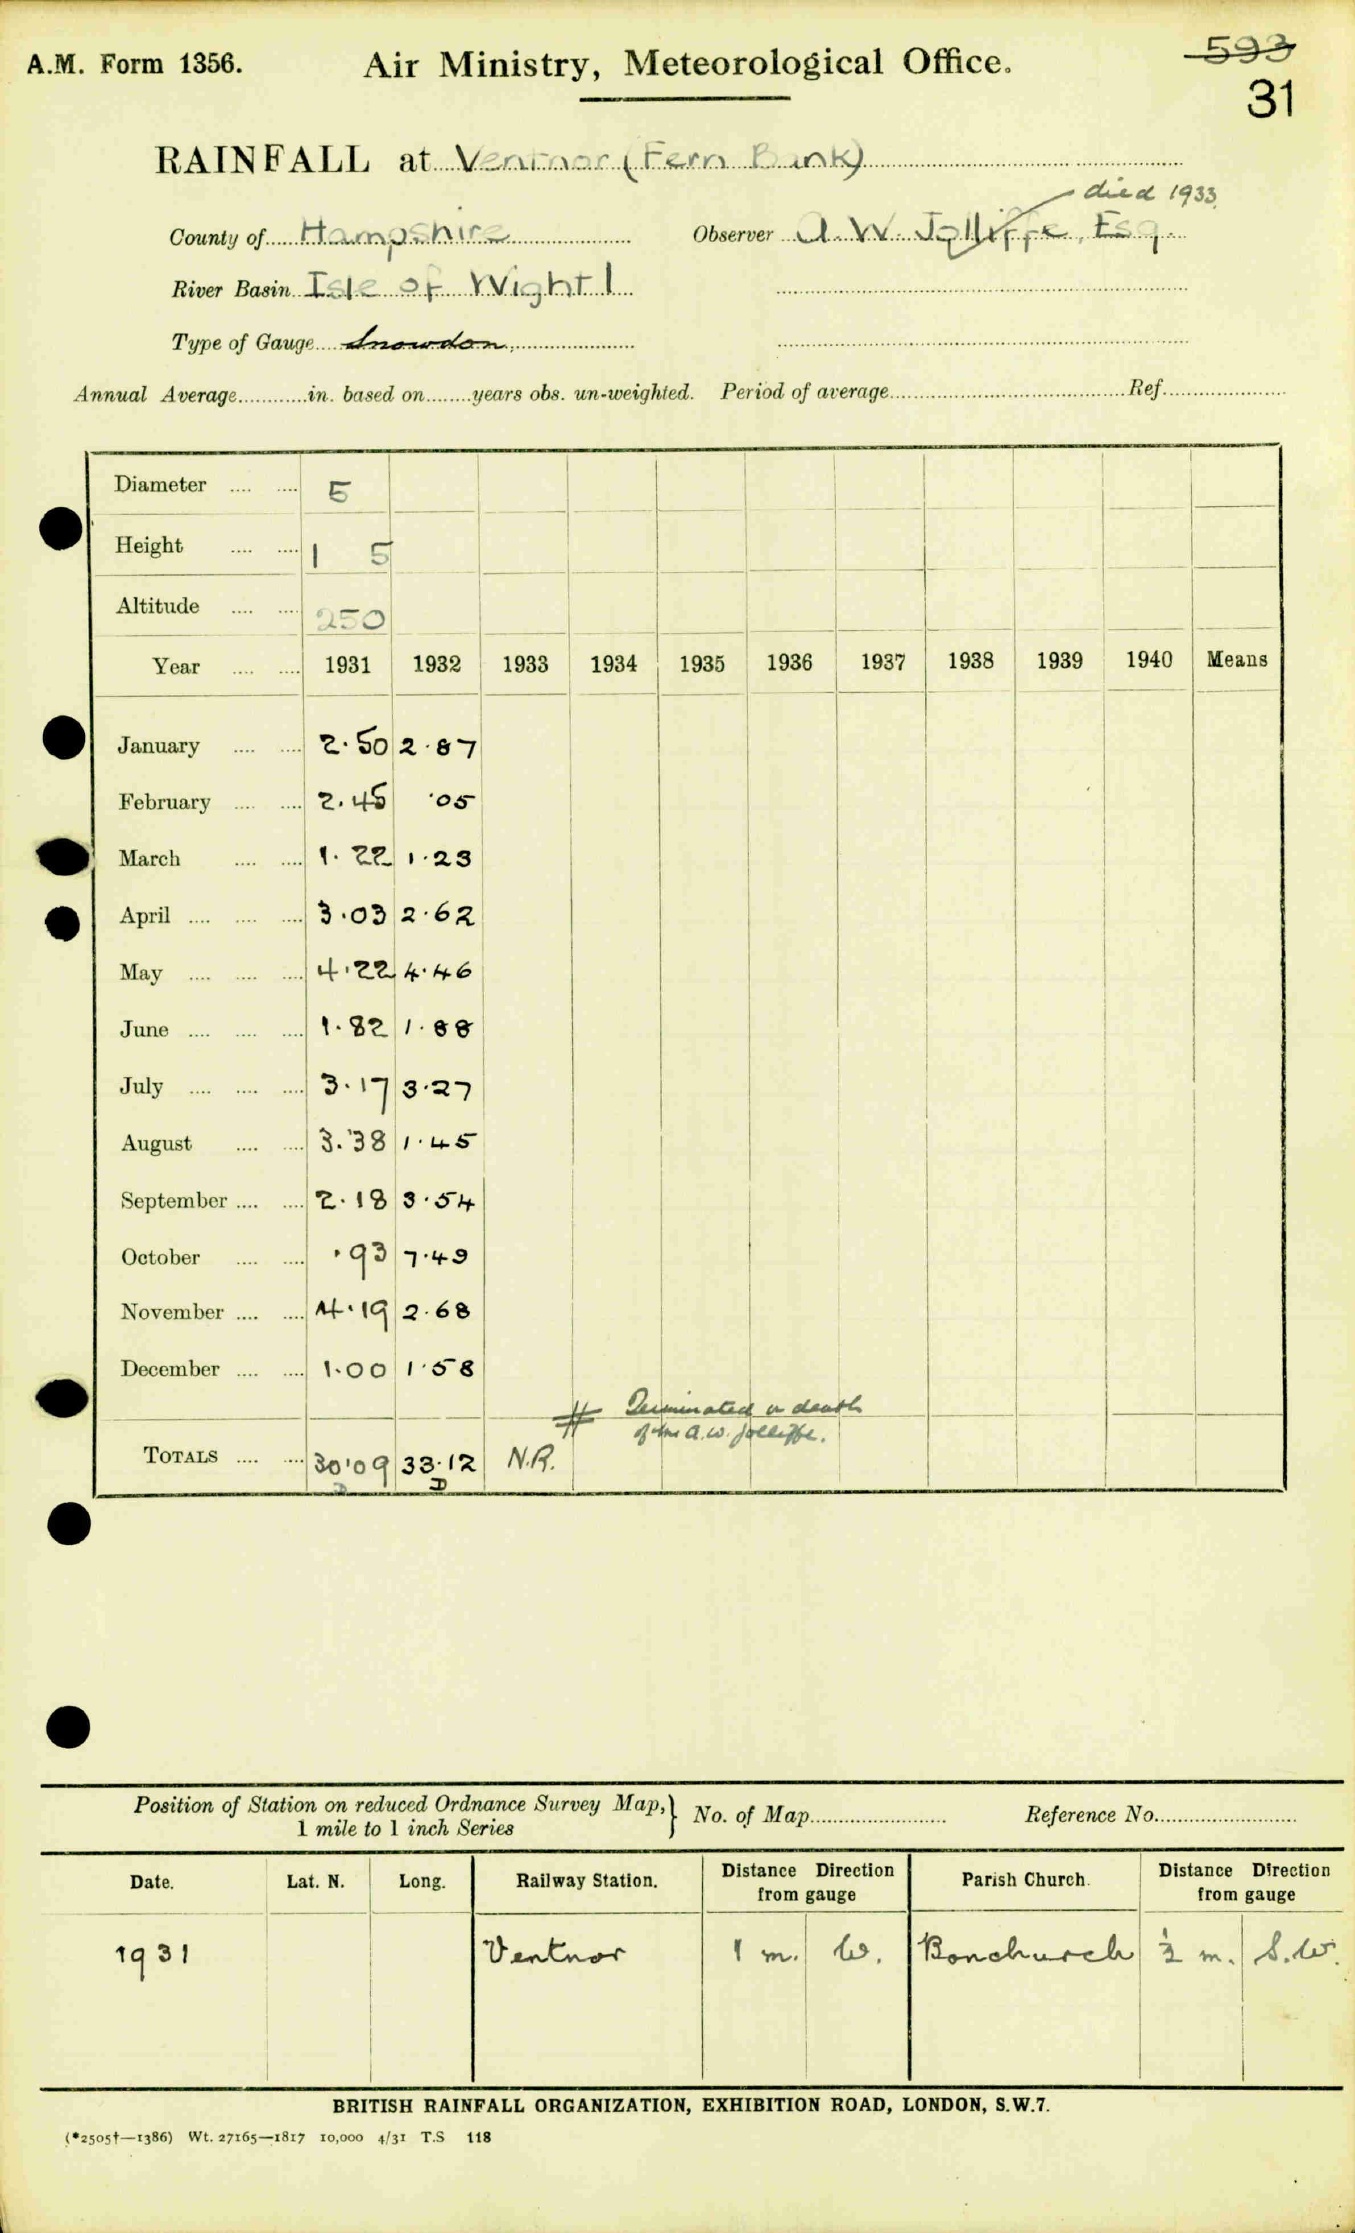 A.M. Form 1356.
Air Ministry, Meteorological Office.
593
31
RAINFALL at Ventnor (Fern Bank)
died 1933.
County of Hampshire Observer A. W. Jolliffe, Esq.
River Basin Isle of Wight 1
Type of Gauge Snowdon.
Annual Average in. based on years obs. un-weighted. Period of average Ref.
Diameter 5
Height 1 5
Altitude 250
Year 1931 1932 1933 1934 1935 1936 1937 1938 1939 1940 Means
January 2.50 2.87
February 2.45 .05
March 1.22 1.23
April 3.03 2.62
May 4.22 4.46
June 1.82 1.88
July 3.17 3.27
August 3.38 1.45
September 2.18 3.54
October .93 7.49
November 4.19 2.68
December 1.00 1.58
# Terminated on death
of Mr A.W. Jolliffe.
TOTALS 30.09 33.12 N.R.
D D
Position of Station on reduced Ordnance Survey Map,
1 mile to 1 inch Series
No. of Map Reference No.
Date. Lat. N. Long. Railway Station. Distance Direction from gauge Parish Church. Distance Direction from gauge
1931 Ventnor 1 m. W. Bonchurch ½ m. S.W.
BRITISH RAINFALL ORGANIZATION, EXHIBITION ROAD, LONDON, S.W.7.
(*2505†—1386) Wt. 27165—1817 10,000 4/31 T.S 118